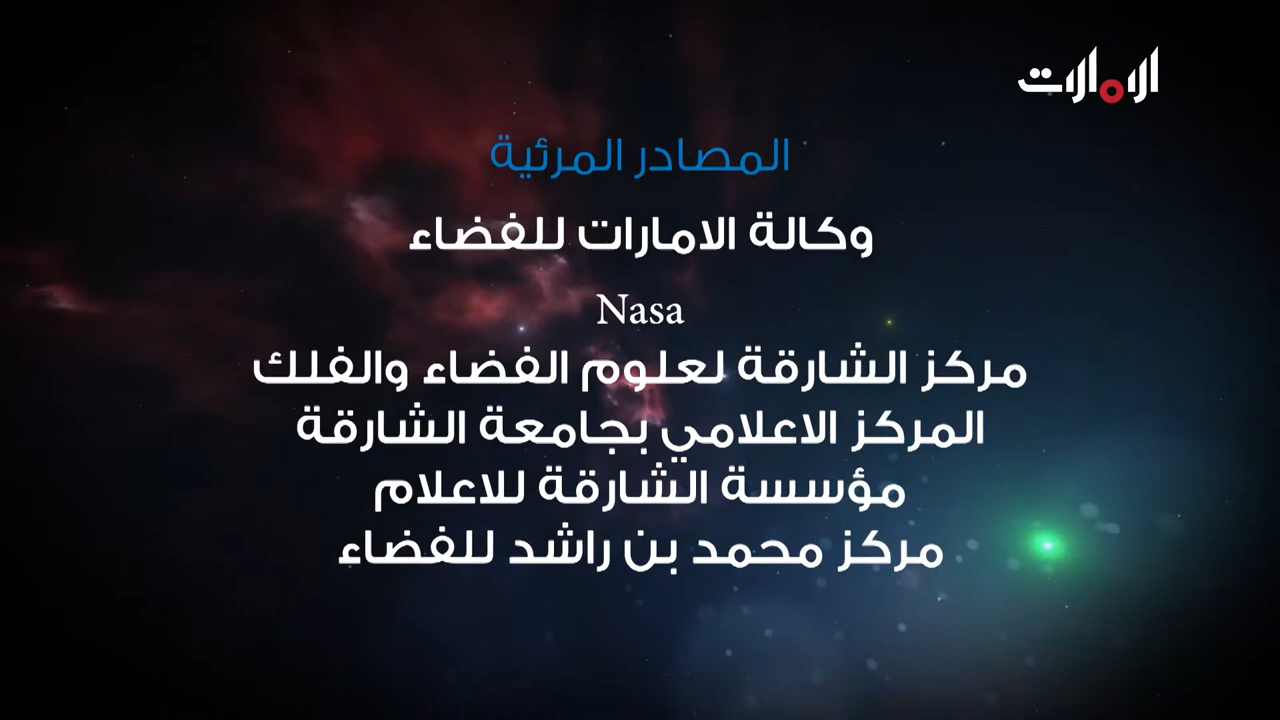 الامارات
المصادر المرئية
وكالة الامارات للفضاء
Nasa
مركز الشارقة لعلوم الفضاء والفلك
المركز الاعلامي بجامعة الشارقة
مؤسسة الشارقة للاعلام
مركز محمد بن راشد للفضاء